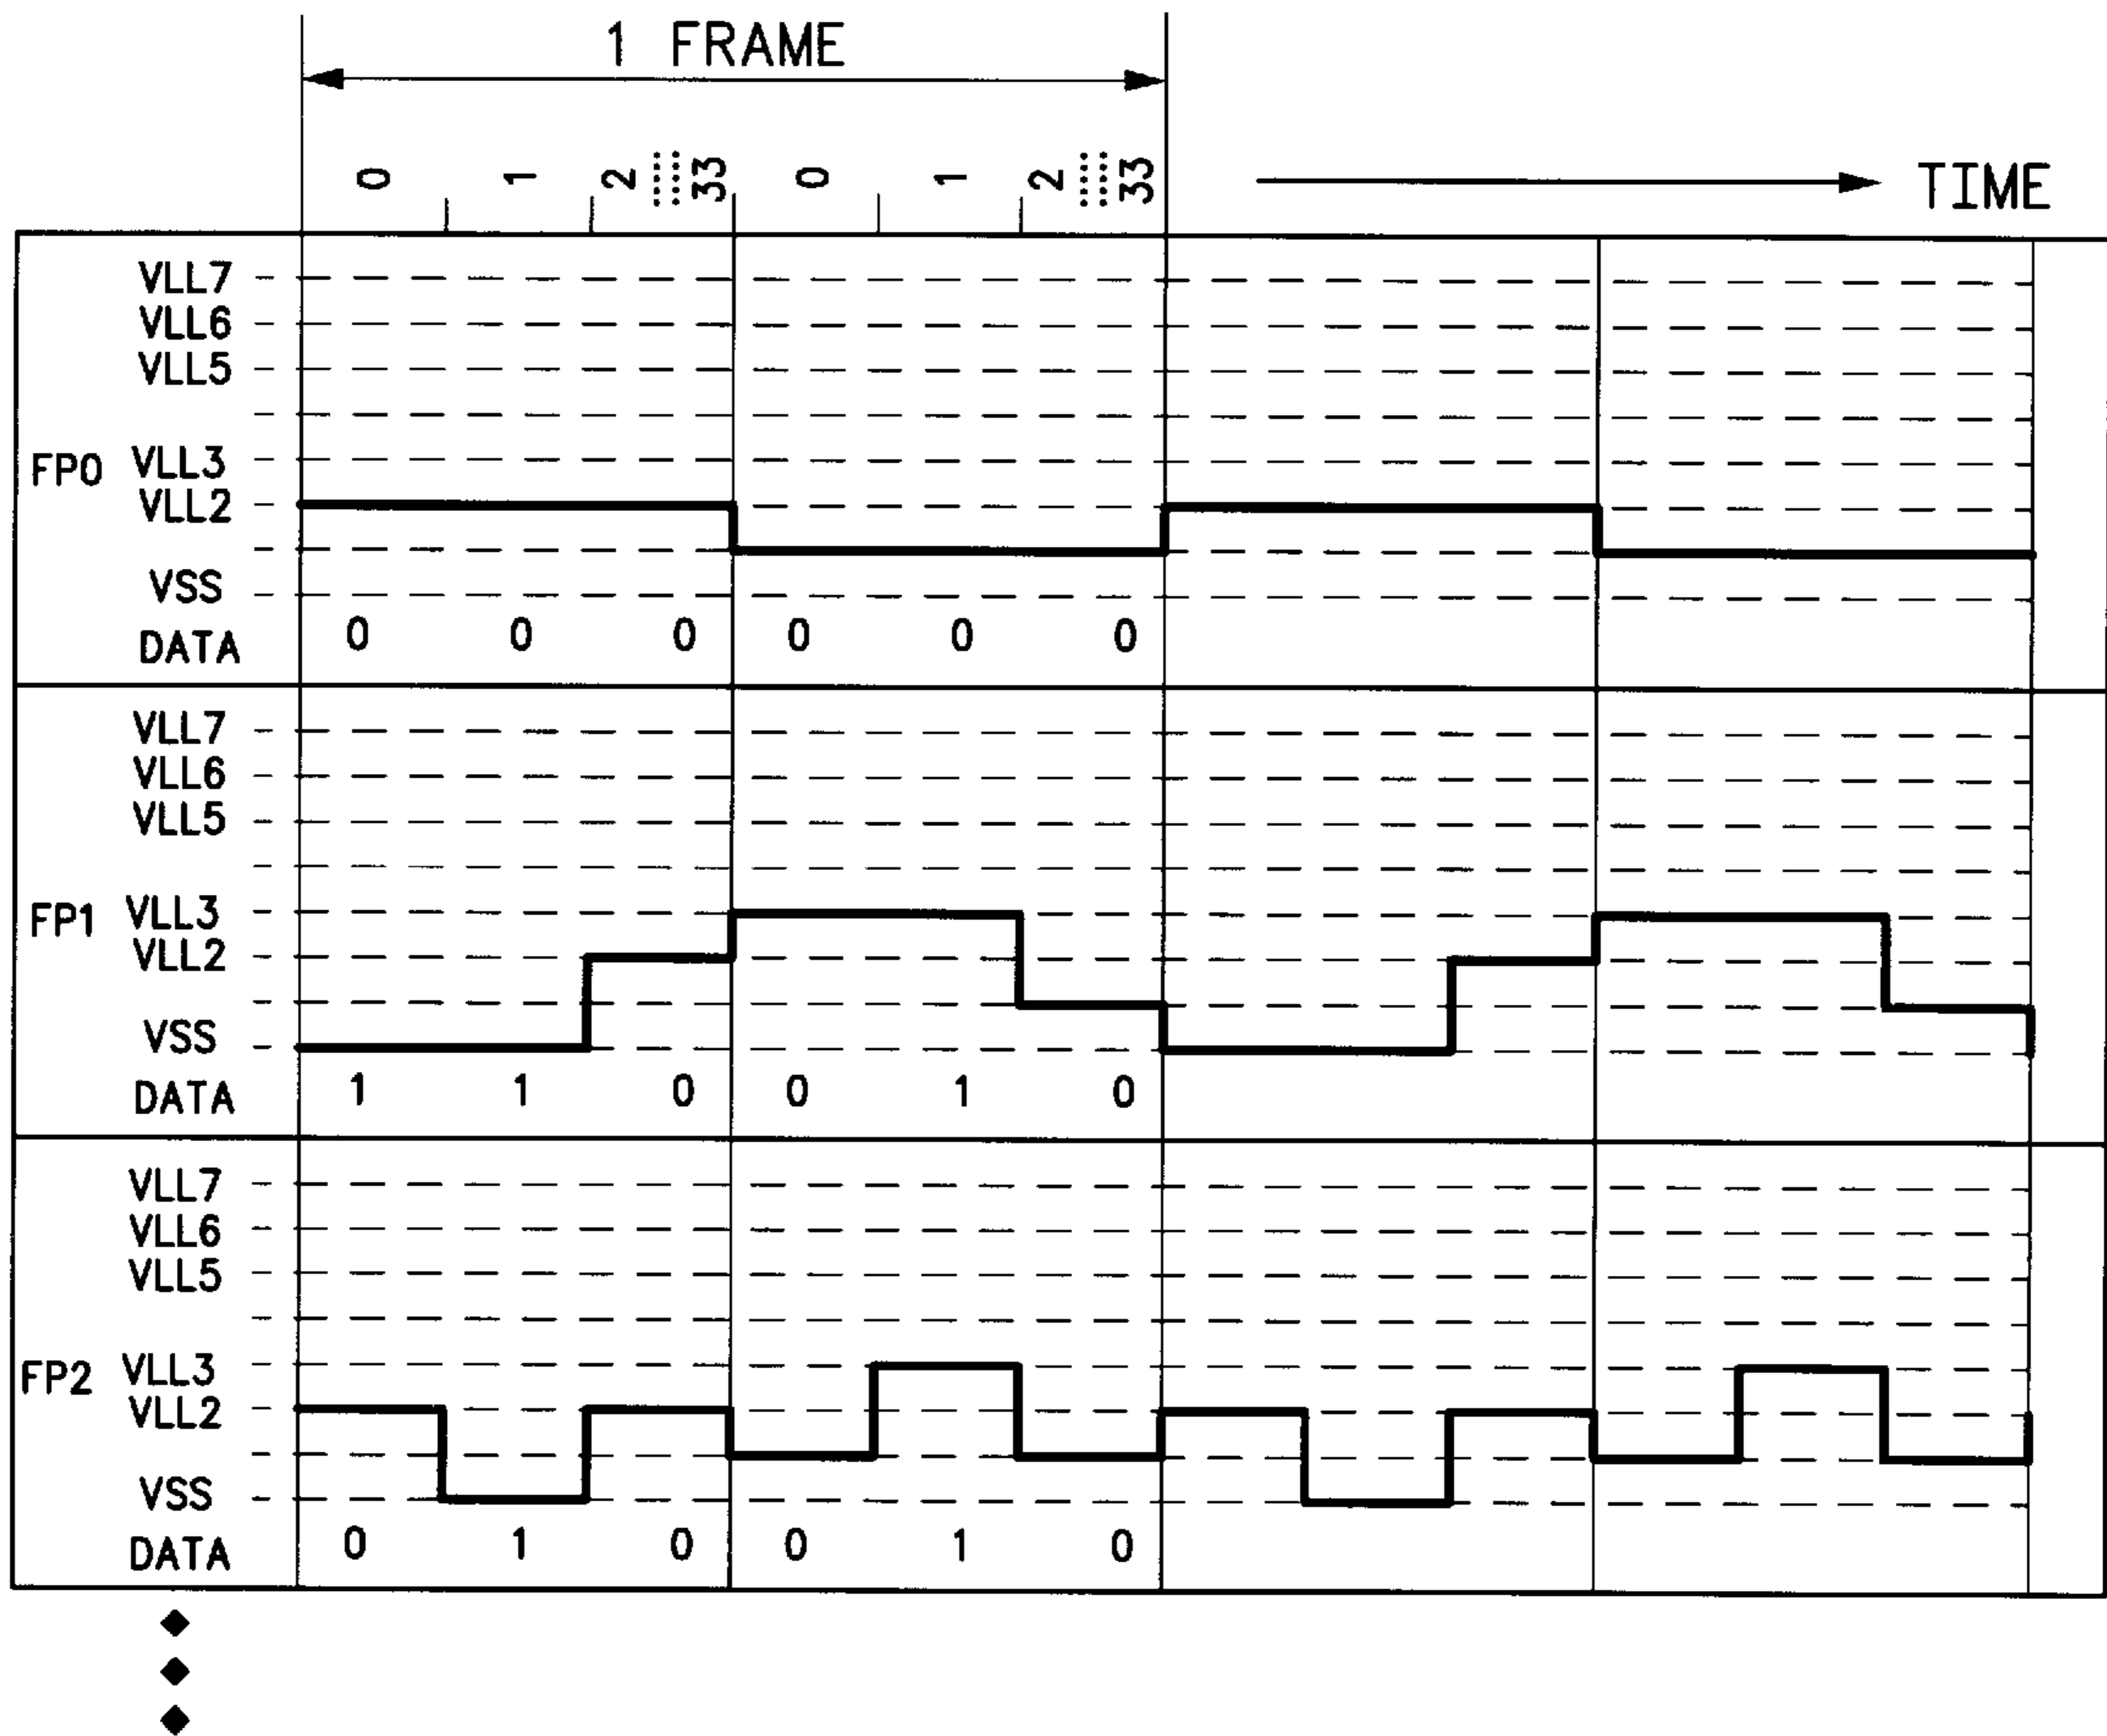 1 FRAME
0 1 2 33 0 1 2 33 TIME
VLL7
VLL6
VLL5
FP0 VLL3
VLL2
VSS
DATA 0 0 0 0 0 0
VLL7
VLL6
VLL5
FP1 VLL3
VLL2
VSS
DATA 1 1 0 0 1 0
VLL7
VLL6
VLL5
FP2 VLL3
VLL2
VSS
DATA 0 1 0 0 1 0